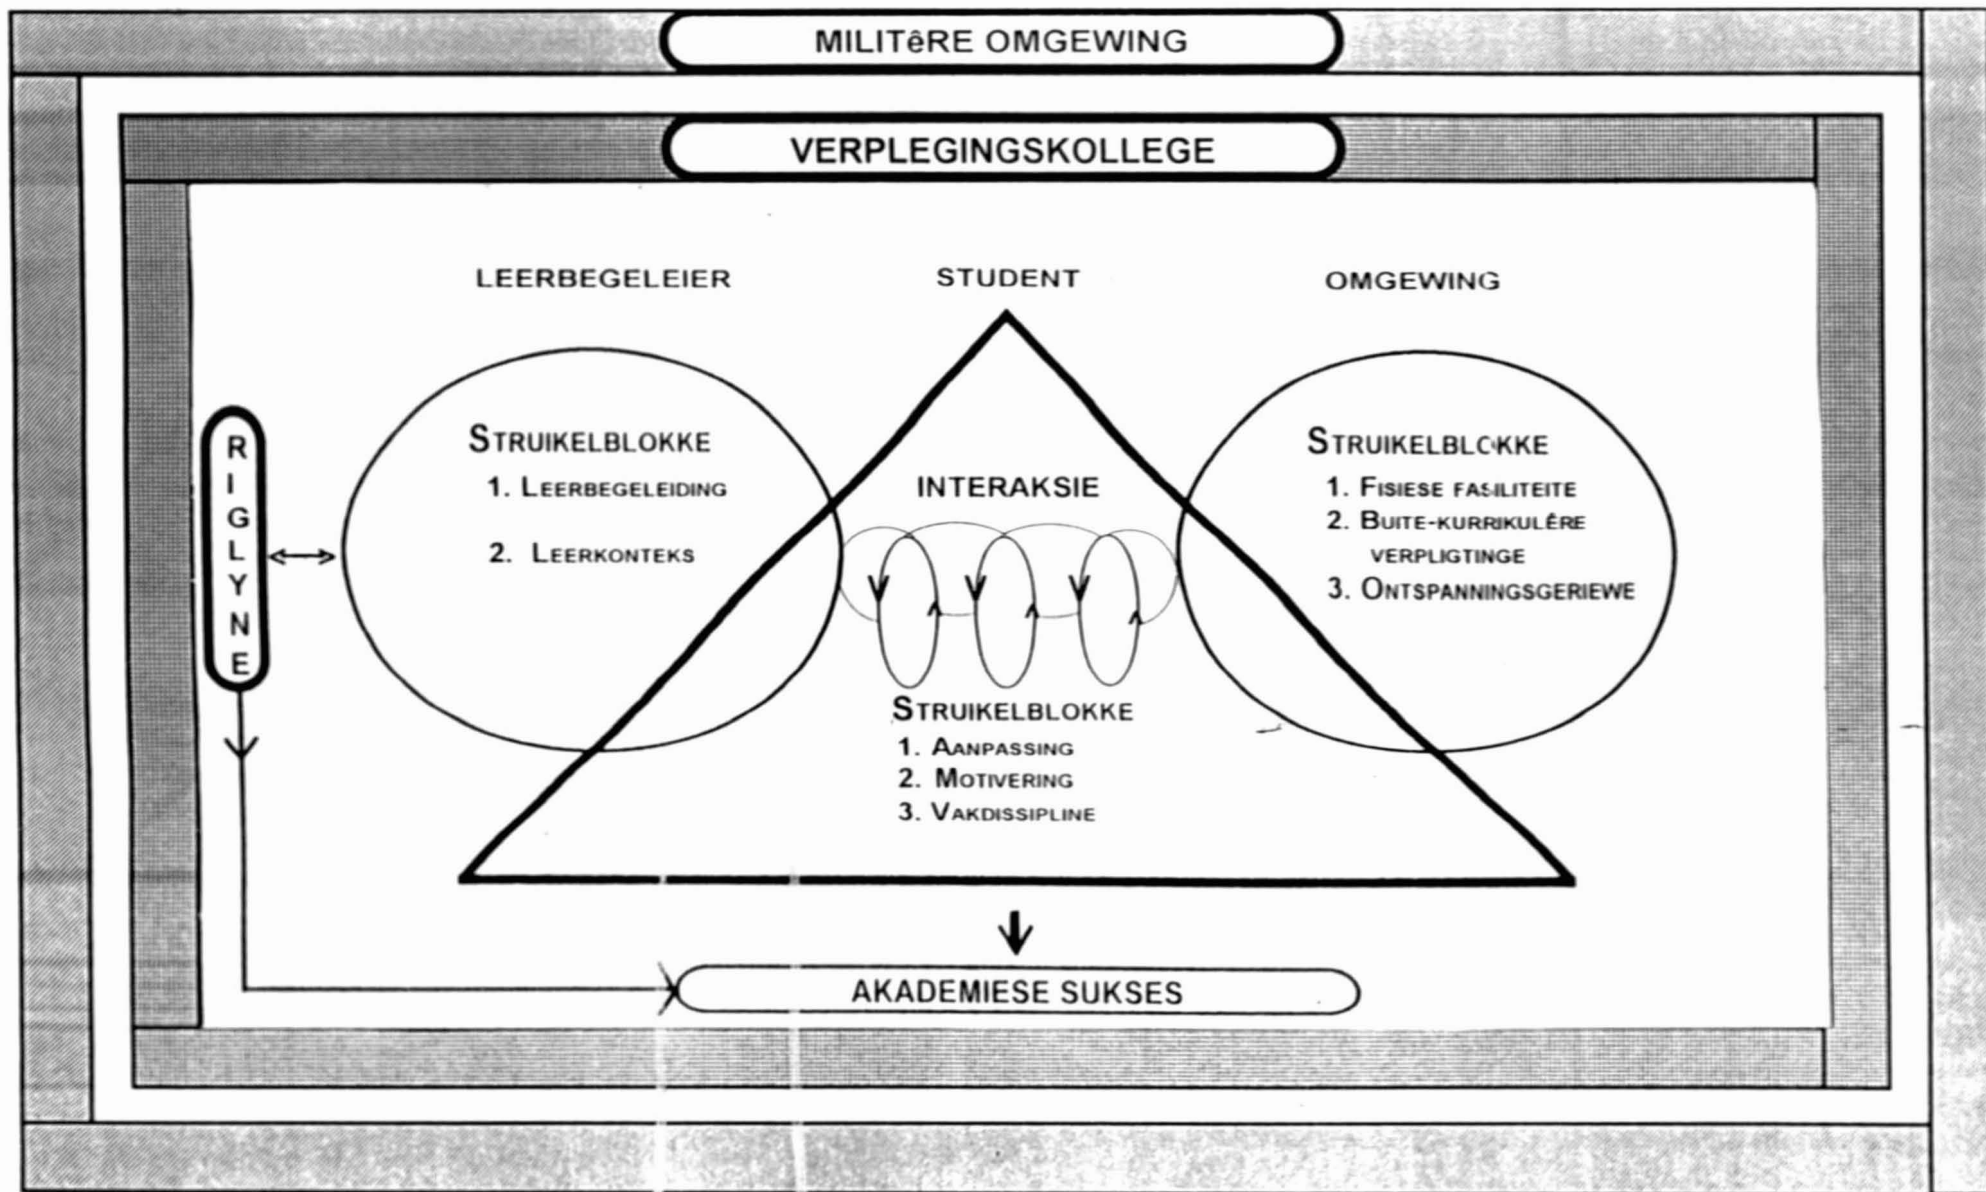 MILITêRE OMGEWING
VERPLEGINGSKOLLEGE
LEERBEGELEIER
STUDENT
OMGEWING
RIGLYNE
STRUIKELBLOKKE
1. LEERBEGELEIDING
2. LEERKONTEKS
INTERAKSIE
STRUIKELBLOKKE
1. AANPASSING
2. MOTIVERING
3. VAKDISSIPLINE
STRUIKELBLOKKE
1. FISIESE FASILITEITE
2. BUITE-KURRIKULÊRE
VERPLIGTINGE
3. ONTSPANNINGSGERIEWE
AKADEMIESE SUKSES